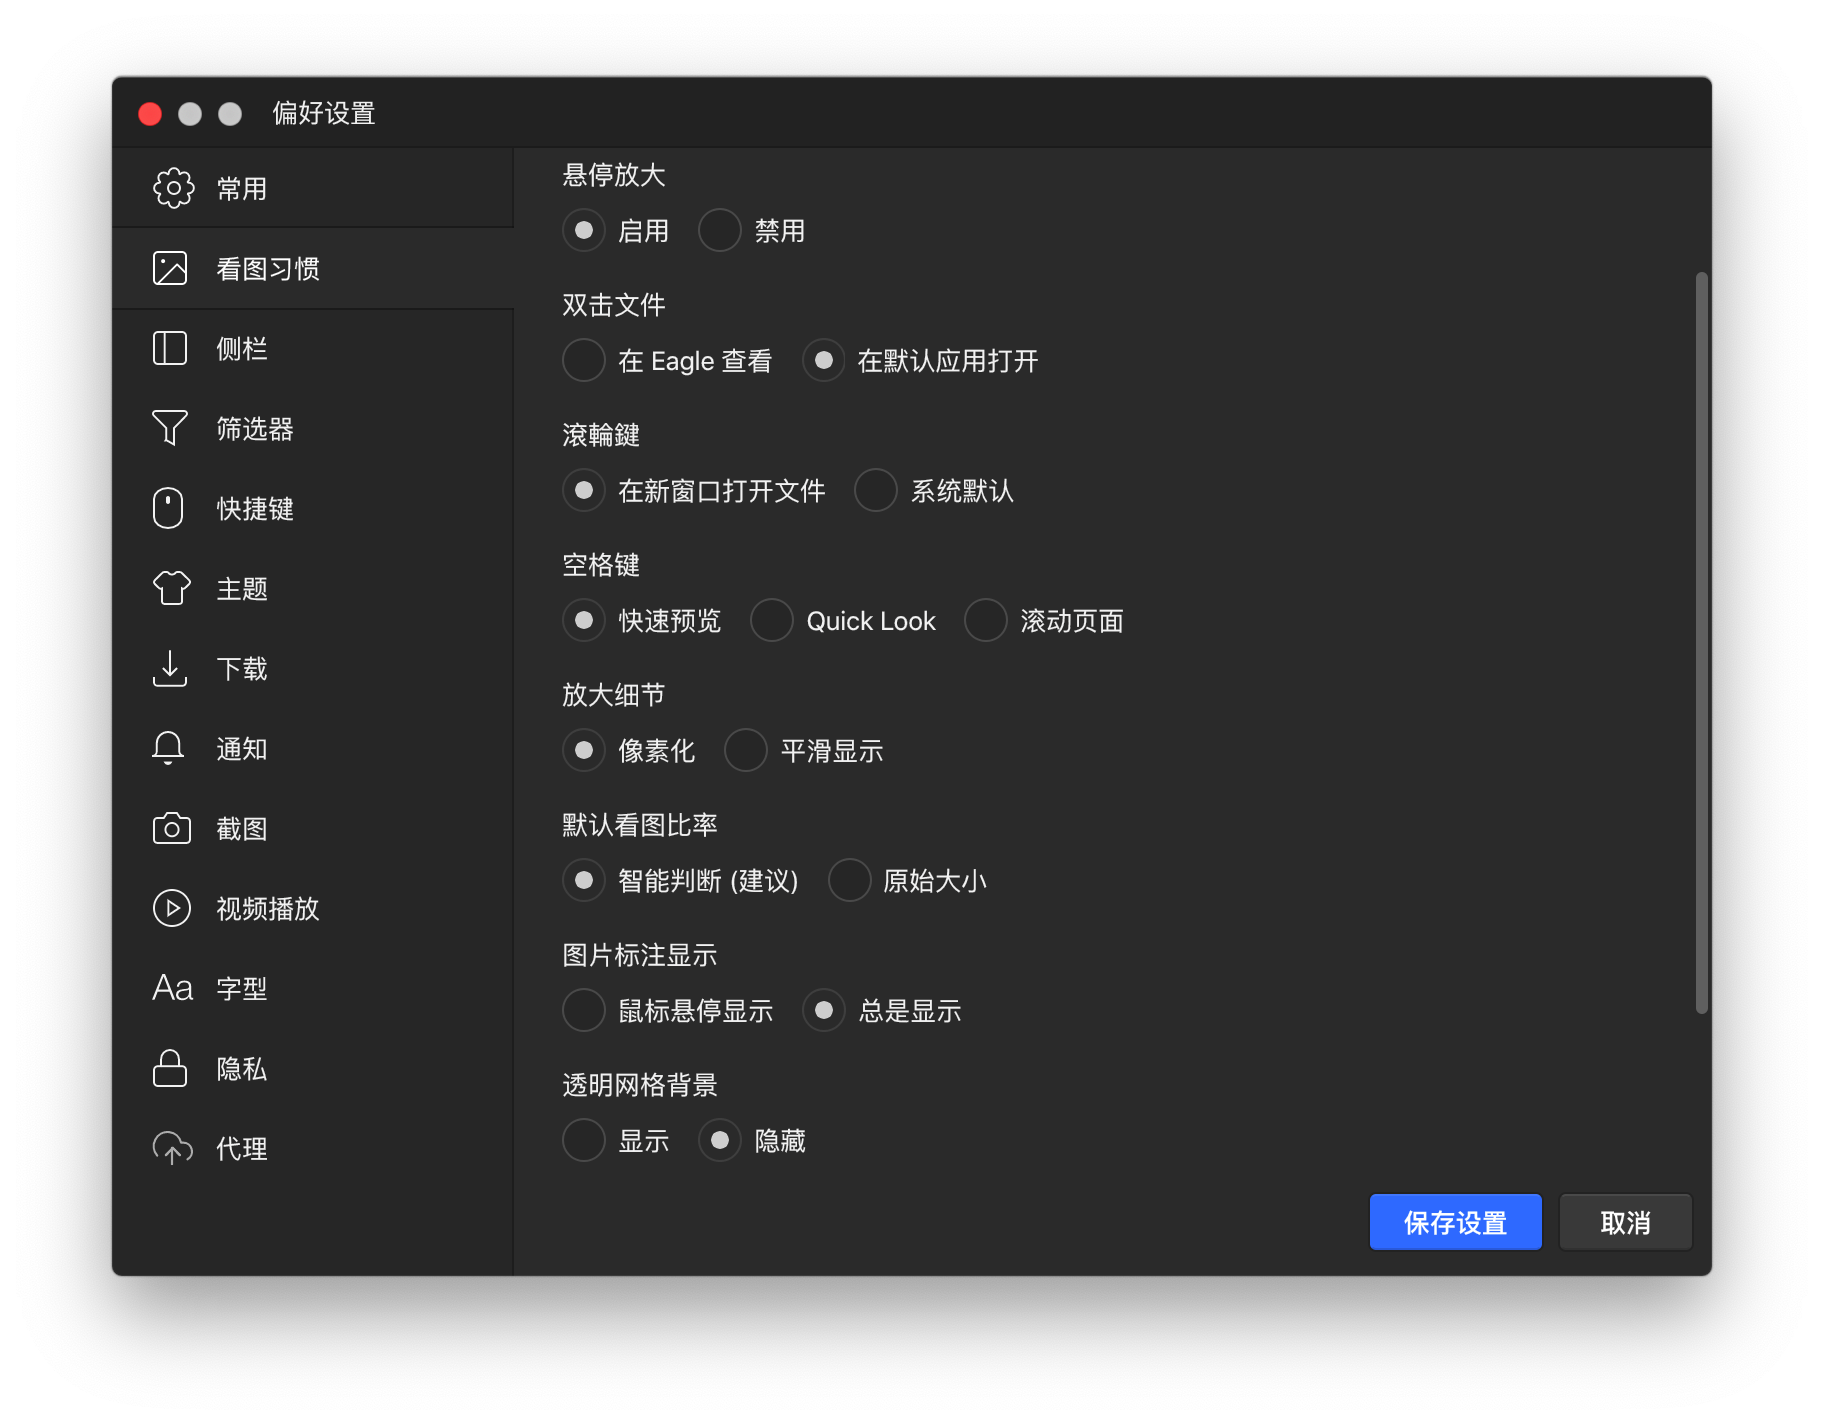 偏好设置
常用
看图习惯
侧栏
筛选器
快捷键
主题
下载
通知
截图
视频播放
Aa 字型
隐私
代理
悬停放大
启用 禁用
双击文件
在 Eagle 查看 在默认应用打开
滾輪鍵
在新窗口打开文件 系统默认
空格键
快速预览 Quick Look 滚动页面
放大细节
像素化 平滑显示
默认看图比率
智能判断 (建议) 原始大小
图片标注显示
鼠标悬停显示 总是显示
透明网格背景
显示 隐藏
保存设置 取消